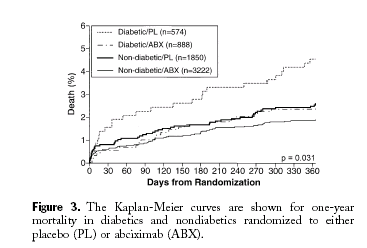 6
5
4
3
2
1
0
Death (%)
Diabetic/PL (n=574)
Diabetic/ABX (n=888)
Non-diabetic/PL (n=1850)
Non-diabetic/ABX (n=3222)
p = 0.031
0 30 60 90 120 150 180 210 240 270 300 330 360
Days from Randomization
Figure 3. The Kaplan-Meier curves are shown for one-year
mortality in diabetics and nondiabetics randomized to either
placebo (PL) or abciximab (ABX).